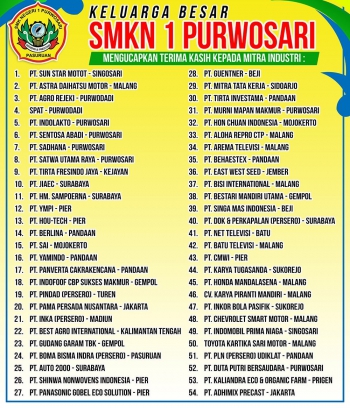 SMK NEGERI 1 PURWOSARI
PASURUAN
KELUARGA BESAR
SMKN 1 PURWOSARI
MENGUCAPKAN TERIMA KASIH KEPADA MITRA INDUSTRI :
1. PT. SUN STAR MOTOT - SINGOSARI
2. PT. ASTRA DAIHATSU MOTOR - MALANG
3. PT. AGRO REJEKI - PURWODADI
4. SPAT - PURWODADI
5. PT. INDOLAKTO - PURWOSARI
6. PT. SENTOSA ABADI - PURWOSARI
7. PT. SADHANA - PURWOSARI
8. PT. SATWA UTAMA RAYA - PURWOSARI
9. PT. TIRTA FRESINDO JAYA - KEJAYAN
10. PT. JAEC - SURABAYA
11. PT. HM. SAMPOERNA - SURABAYA
12. PT. YMPI - PIER
13. PT. HOU-TECH - PIER
14. PT. BERLINA - PANDAAN
15. PT. SAI - MOJOKERTO
16. PT. YAMINDO - PANDAAN
17. PT. PANVERTA CAKRAKENCANA - PANDAAN
18. PT. INDOFOOF CBP SUKSES MAKMUR - GEMPOL
19. PT. PINDAD (PERSERO) - TUREN
20. PT. PAMA PERSADA NUSANTARA - JAKARTA
21. PT. INKA (PERSERO) - MADIUN
22. PT. BEST AGRO INTERNATIONAL - KALIMANTAN TENGAH
23. PT. GUDANG GARAM TBK - GEMPOL
24. PT. BOMA BISMA INDRA (PERSERO) - PASURUAN
25. PT. AUTO 2000 - SURABAYA
26. PT. SHINWA NONWOVENS INDONESIA - PIER
27. PT. PANASONIC GOBEL ECO SOLUTION - PIER
28. PT. GUENTNER - BEJI
29. PT. MITRA TATA KERJA - SIDOARJO
30. PT. TIRTA INVESTAMA - PANDAAN
31. PT. MURNI MAPAN MAKMUR - PURWOSARI
32. PT. HON CHUAN INDONESIA - MOJOKERTO
33. PT. ALOHA REPRO CTP - MALANG
34. PT. AREMA TELEVISI - MALANG
35. PT. BEHAESTEX - PANDAAN
36. PT. EAST WEST SEED - JEMBER
37. PT. BISI INTERNATIONAL - MALANG
38. PT. BESTARI MANDIRI UTAMA - GEMPOL
39. PT. SINGA MAS INDONESIA - BEJI
40. PT. DOK & PERKAPALAN (PERSERO) - SURABAYA
41. PT. NET TELEVISI - BATU
42. PT. BATU TELEVISI - MALANG
43. PT. CMWI - PIER
44. PT. KARYA TUGASANDA - SUKOREJO
45. PT. HONDA MANDALASENA - MALANG
46. CV. KARYA PIRANTI MANDIRI - MALANG
47. PT. INKOR BOLA PASIFIK - SUKOREJO
48. PT. CHEVROLET SMART MOTOR - MALANG
49. PT. INDOMOBIL PRIMA NIAGA - SINGOSARI
50. TOYOTA KARTIKA SARI MOTOR - MALANG
51. PT. PLN (PERSERO) UDIKLAT - PANDAAN
52. PT. DUTA PUTRI BERSAUDARA - PURWOSARI
53. PT. KALIANDRA ECO & ORGANIC FARM - PRIGEN
54. PT. ADHIMIX PRECAST - JAKARTA